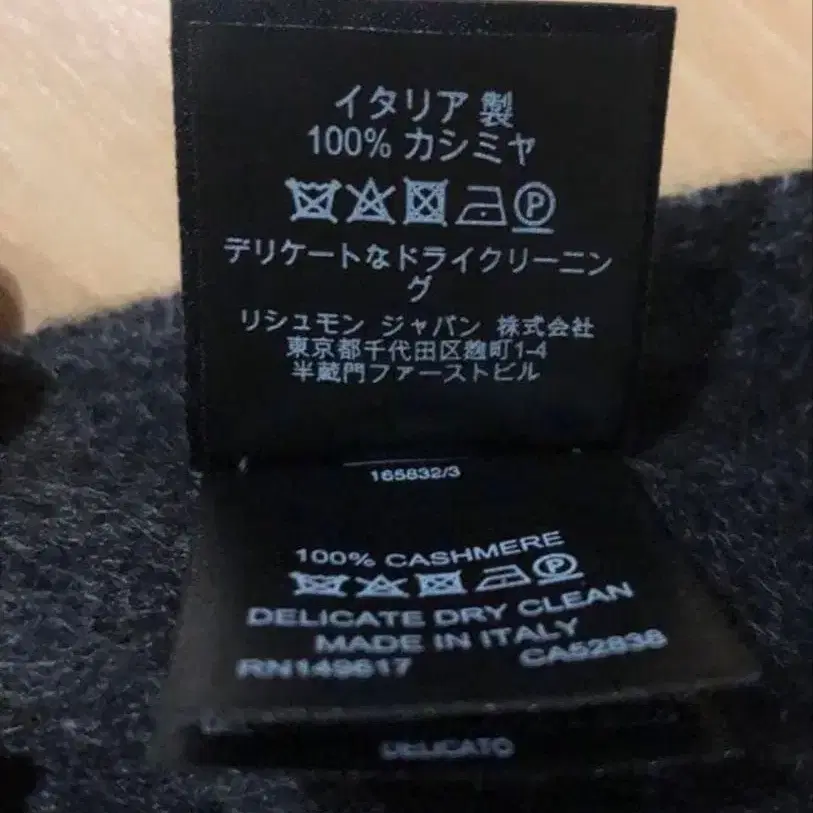 イタリア 製
100% カシミヤ
P
デリケートなドライクリーニン
グ
リシュモン ジャパン 株式会社
東京都千代田区麹町1-4
半蔵門ファーストビル
165832/3
100% CASHMERE
P
DELICATE DRY CLEAN
MADE IN ITALY
RN149617 CA52838
DELICATO